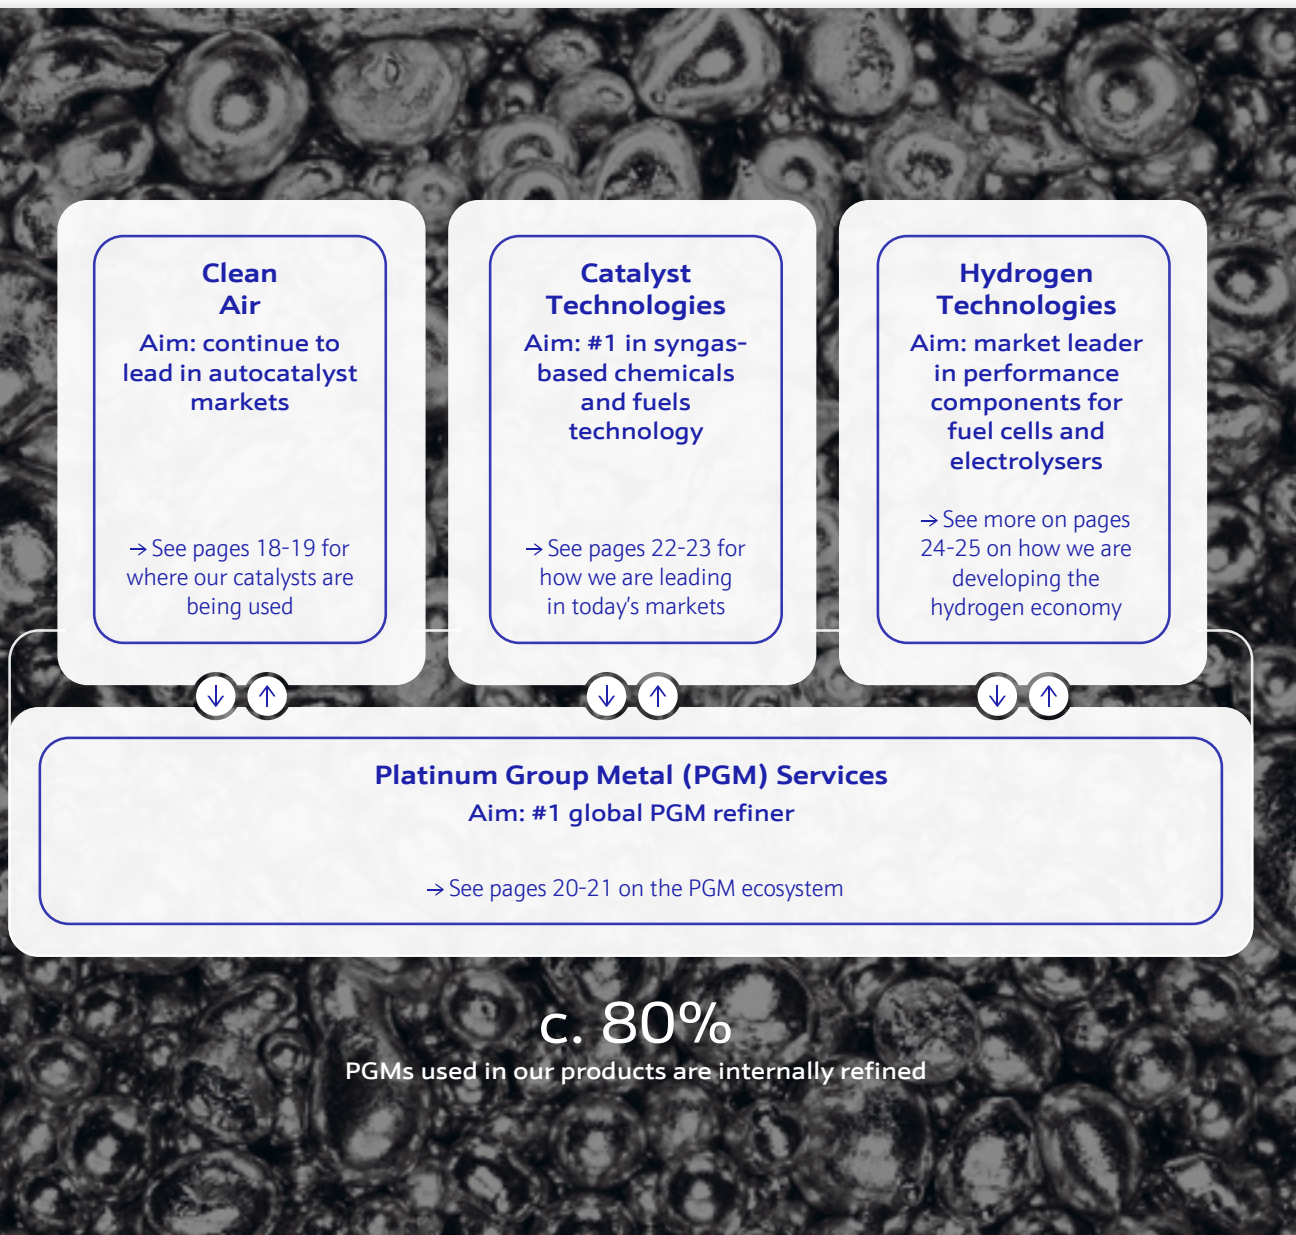 Clean
Air
Aim: continue to
lead in autocatalyst
markets
→ See pages 18-19 for
where our catalysts are
being used
Catalyst
Technologies
Aim: #1 in syngas-
based chemicals
and fuels
technology
→ See pages 22-23 for
how we are leading
in today's markets
Hydrogen
Technologies
Aim: market leader
in performance
components for
fuel cells and
electrolysers
→ See more on pages
24-25 on how we are
developing the
hydrogen economy
Platinum Group Metal (PGM) Services
Aim: #1 global PGM refiner
→ See pages 20-21 on the PGM ecosystem
c. 80%
PGMs used in our products are internally refined